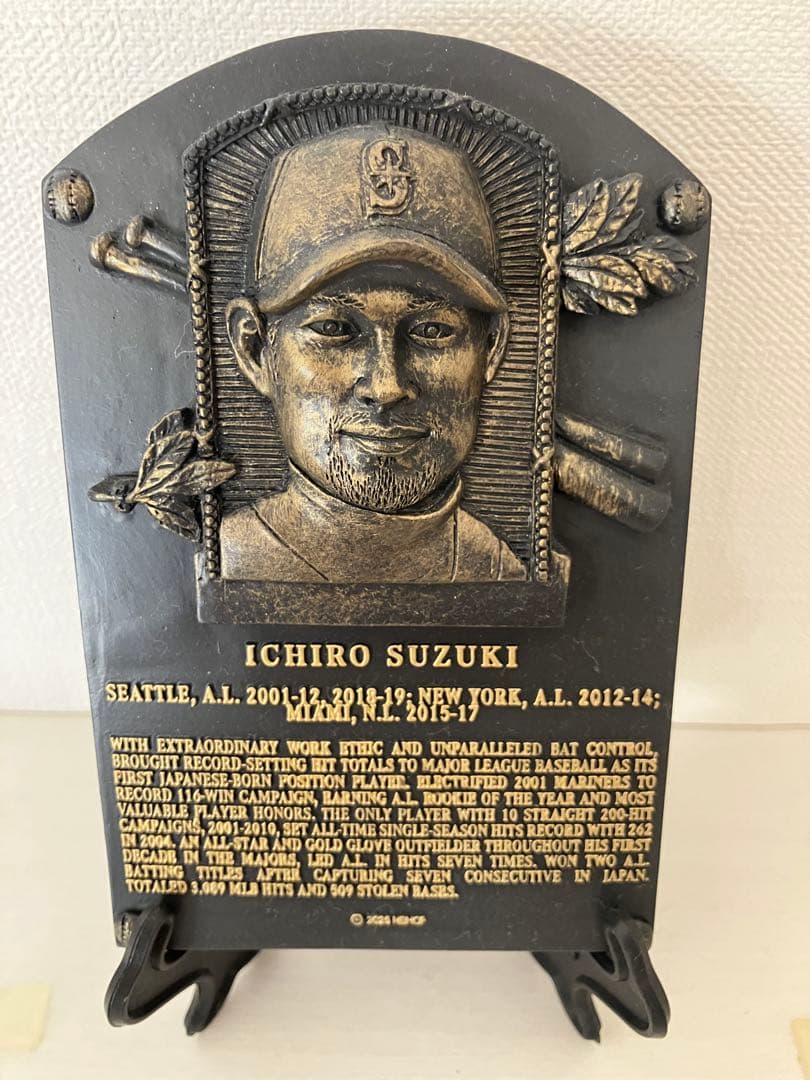 S
ICHIRO SUZUKI
SEATTLE, A.L. 2001-12, 2018-19; NEW YORK, A.L. 2012-14;
MIAMI, N.L. 2015-17
WITH EXTRAORDINARY WORK ETHIC AND UNPARALLELED BAT CONTROL,
BROUGHT RECORD-SETTING HIT TOTALS TO MAJOR LEAGUE BASEBALL AS ITS
FIRST JAPANESE-BORN POSITION PLAYER. ELECTRIFIED 2001 MARINERS TO
RECORD 116-WIN CAMPAIGN, EARNING A.L. ROOKIE OF THE YEAR AND MOST
VALUABLE PLAYER HONORS. THE ONLY PLAYER WITH 10 STRAIGHT 200-HIT
CAMPAIGNS, 2001-2010, SET ALL-TIME SINGLE-SEASON HITS RECORD WITH 262
IN 2004. AN ALL-STAR AND GOLD GLOVE OUTFIELDER THROUGHOUT HIS FIRST
DECADE IN THE MAJORS, LED A.L. IN HITS SEVEN TIMES. WON TWO A.L.
BATTING TITLES AFTER CAPTURING SEVEN CONSECUTIVE IN JAPAN.
TOTALED 3,089 MLB HITS AND 509 STOLEN BASES.
© 2025 NBHOF